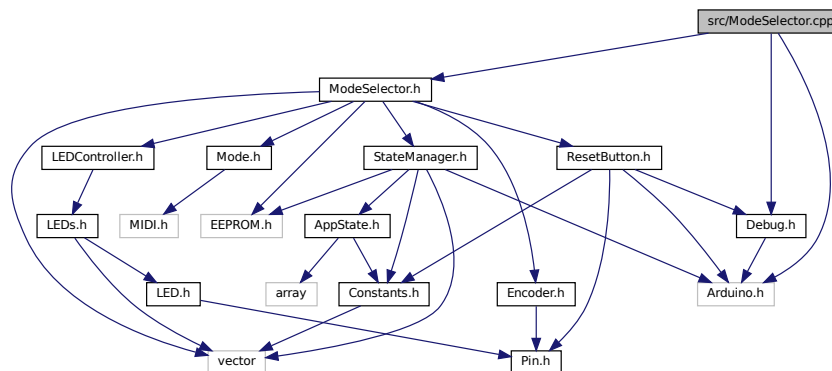 src/ModeSelector.cpp
ModeSelector.h
LEDController.h
Mode.h
StateManager.h
ResetButton.h
LEDs.h
MIDI.h
EEPROM.h
AppState.h
Debug.h
LED.h
array
Constants.h
Encoder.h
Arduino.h
vector
Pin.h